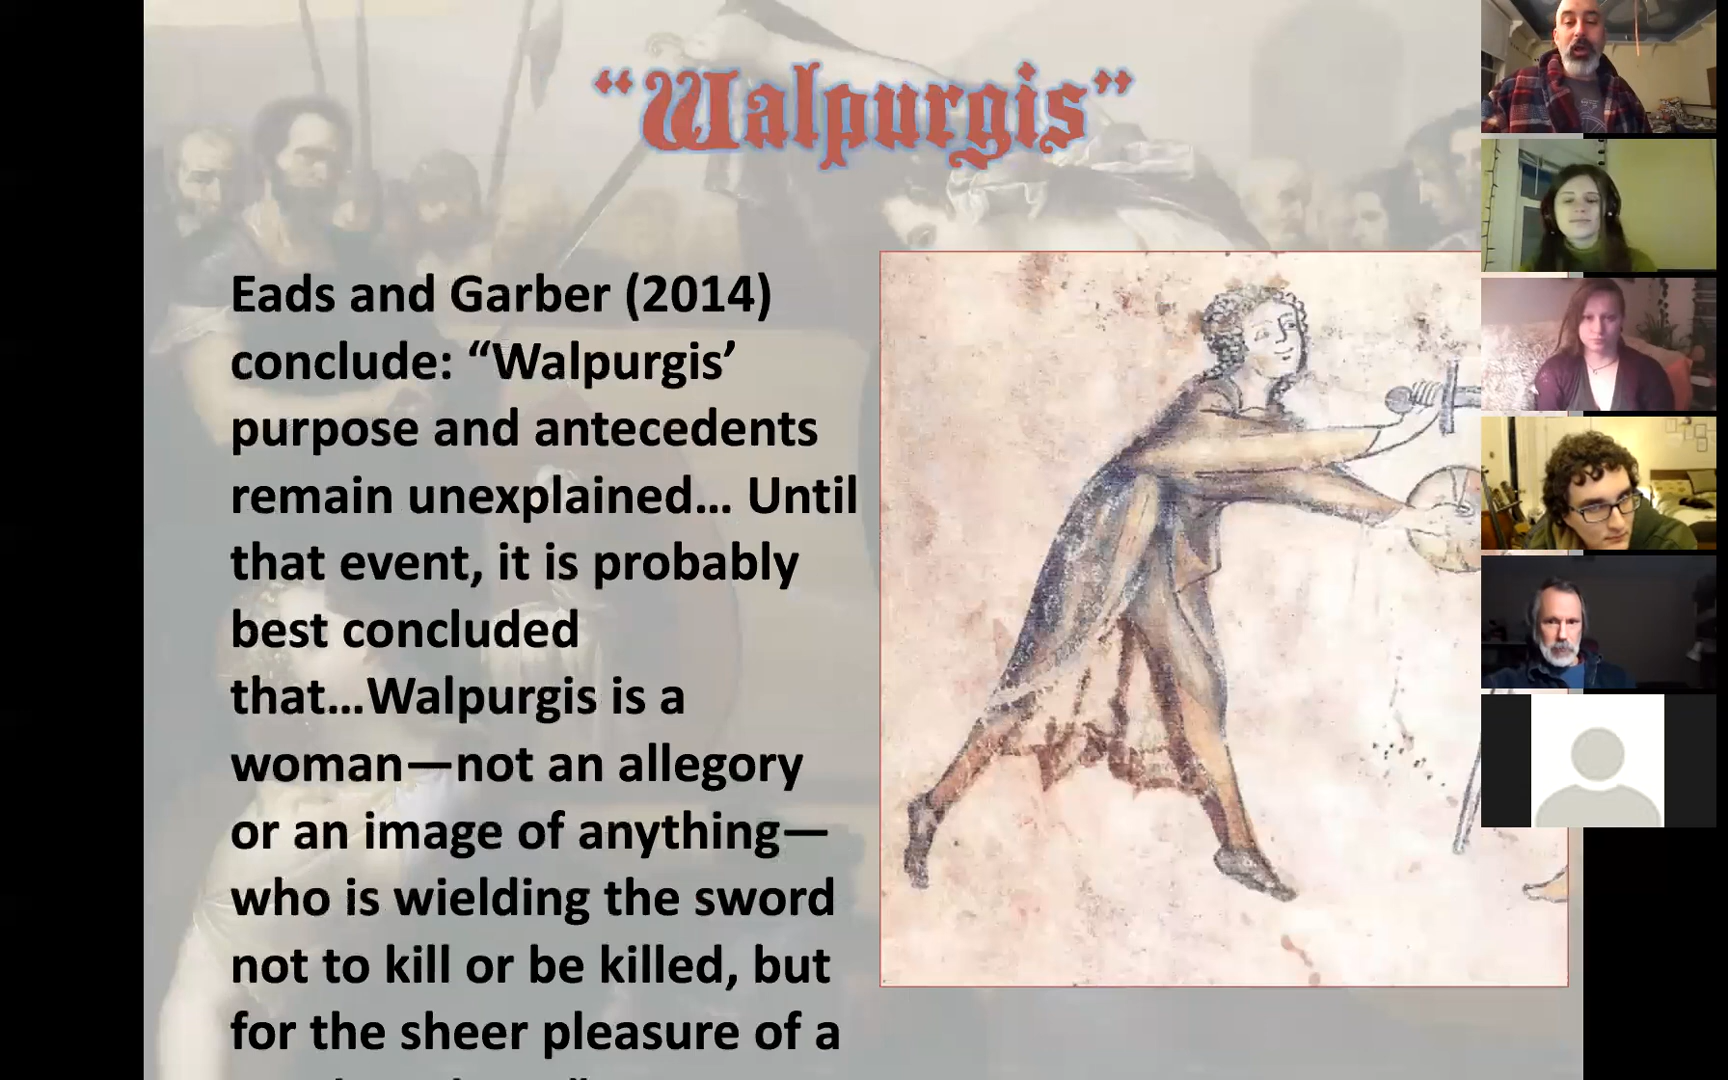 “Walpurgis”
Eads and Garber (2014)
conclude: “Walpurgis’
purpose and antecedents
remain unexplained… Until
that event, it is probably
best concluded
that…Walpurgis is a
woman—not an allegory
or an image of anything—
who is wielding the sword
not to kill or be killed, but
for the sheer pleasure of a